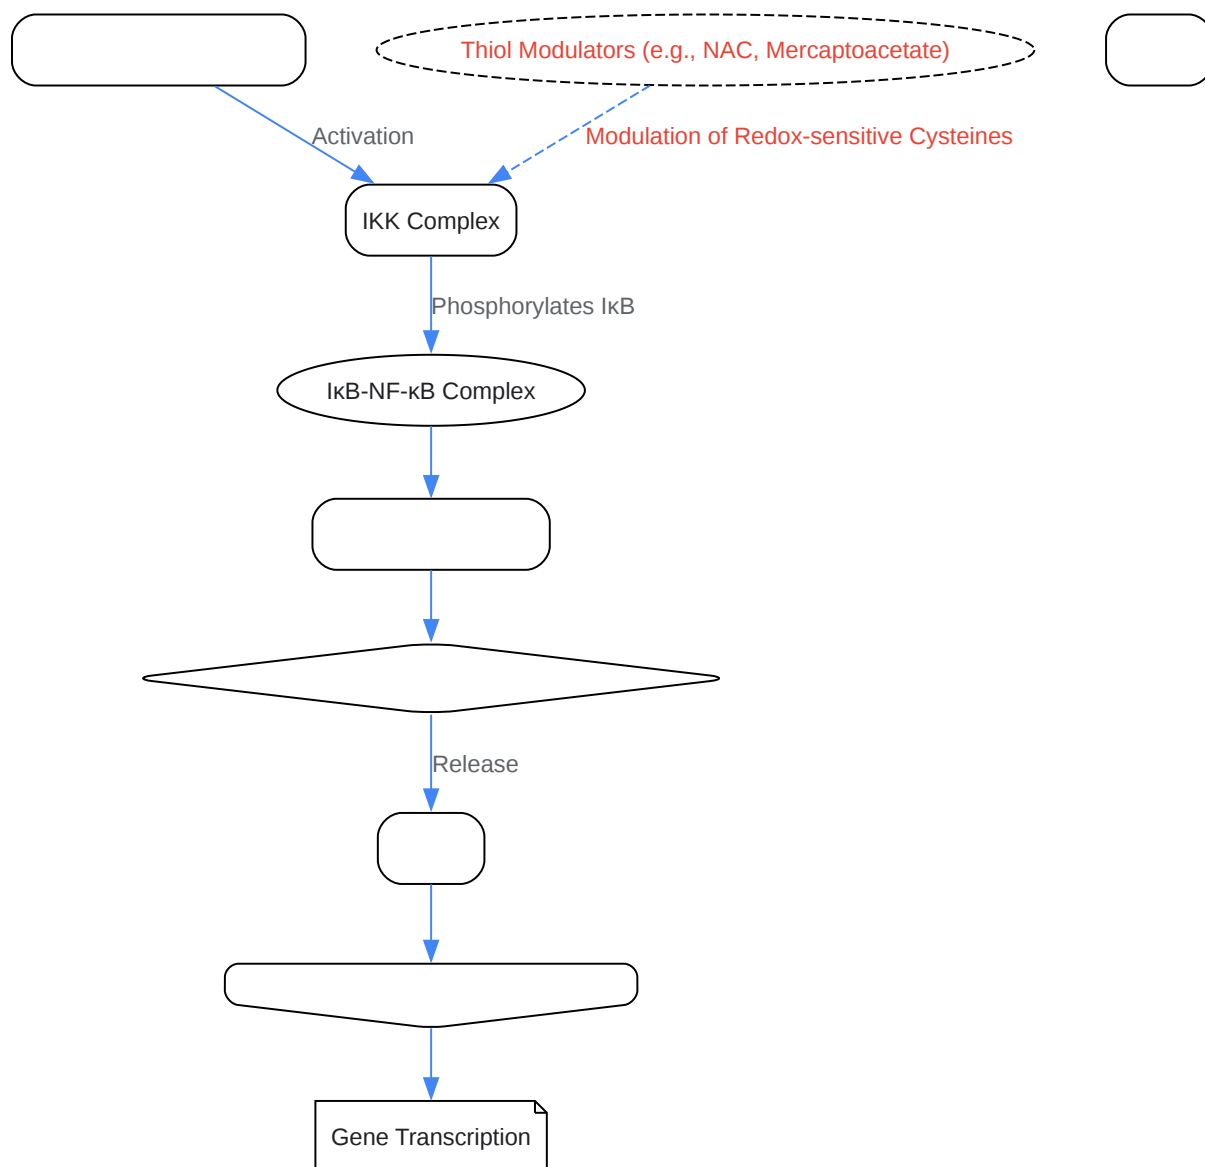 Thiol Modulators (e.g., NAC, Mercaptoacetate)
Activation
Modulation of Redox-sensitive Cysteines
IKK Complex
Phosphorylates IκB
IκB-NF-κB Complex
Release
Gene Transcription